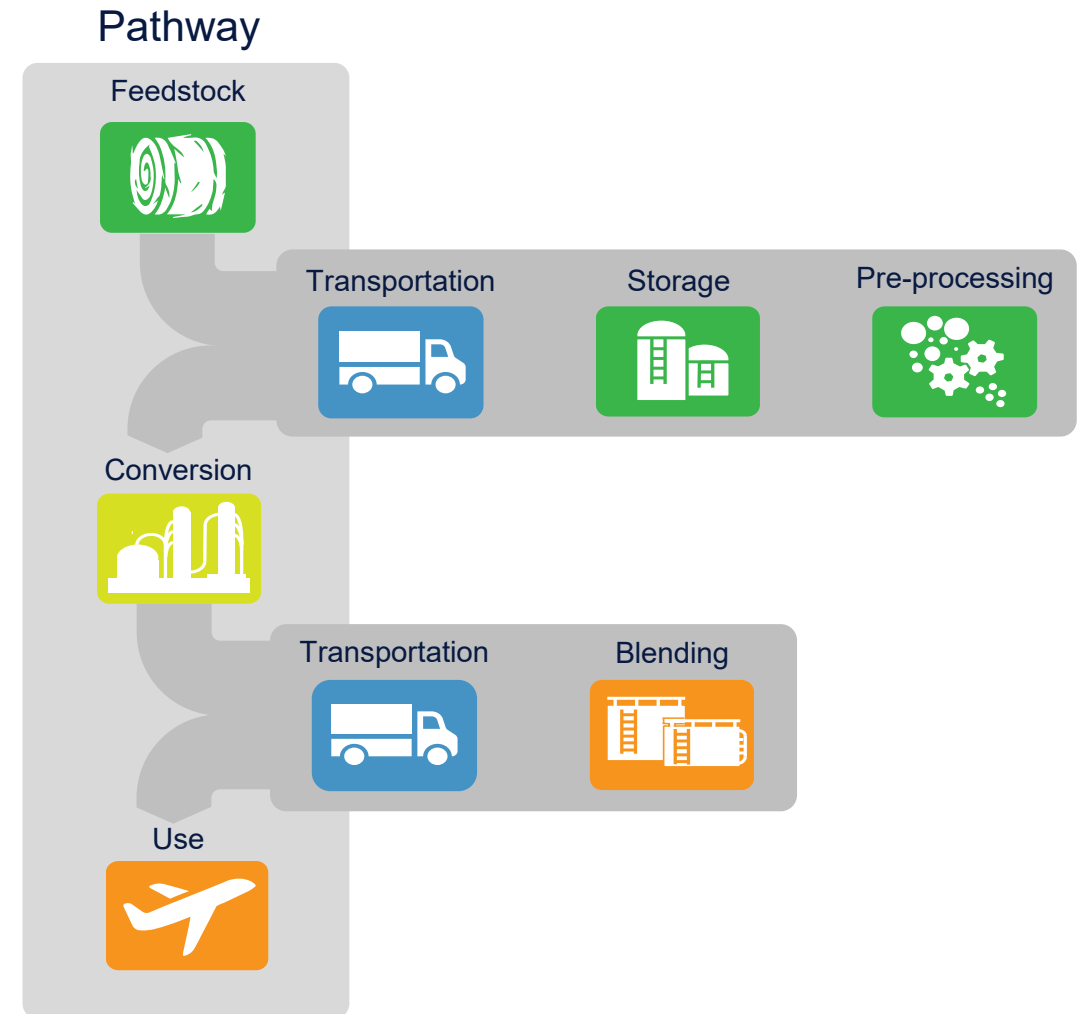 Pathway
Feedstock
Transportation
Storage
Pre-processing
Conversion
Transportation
Blending
Use